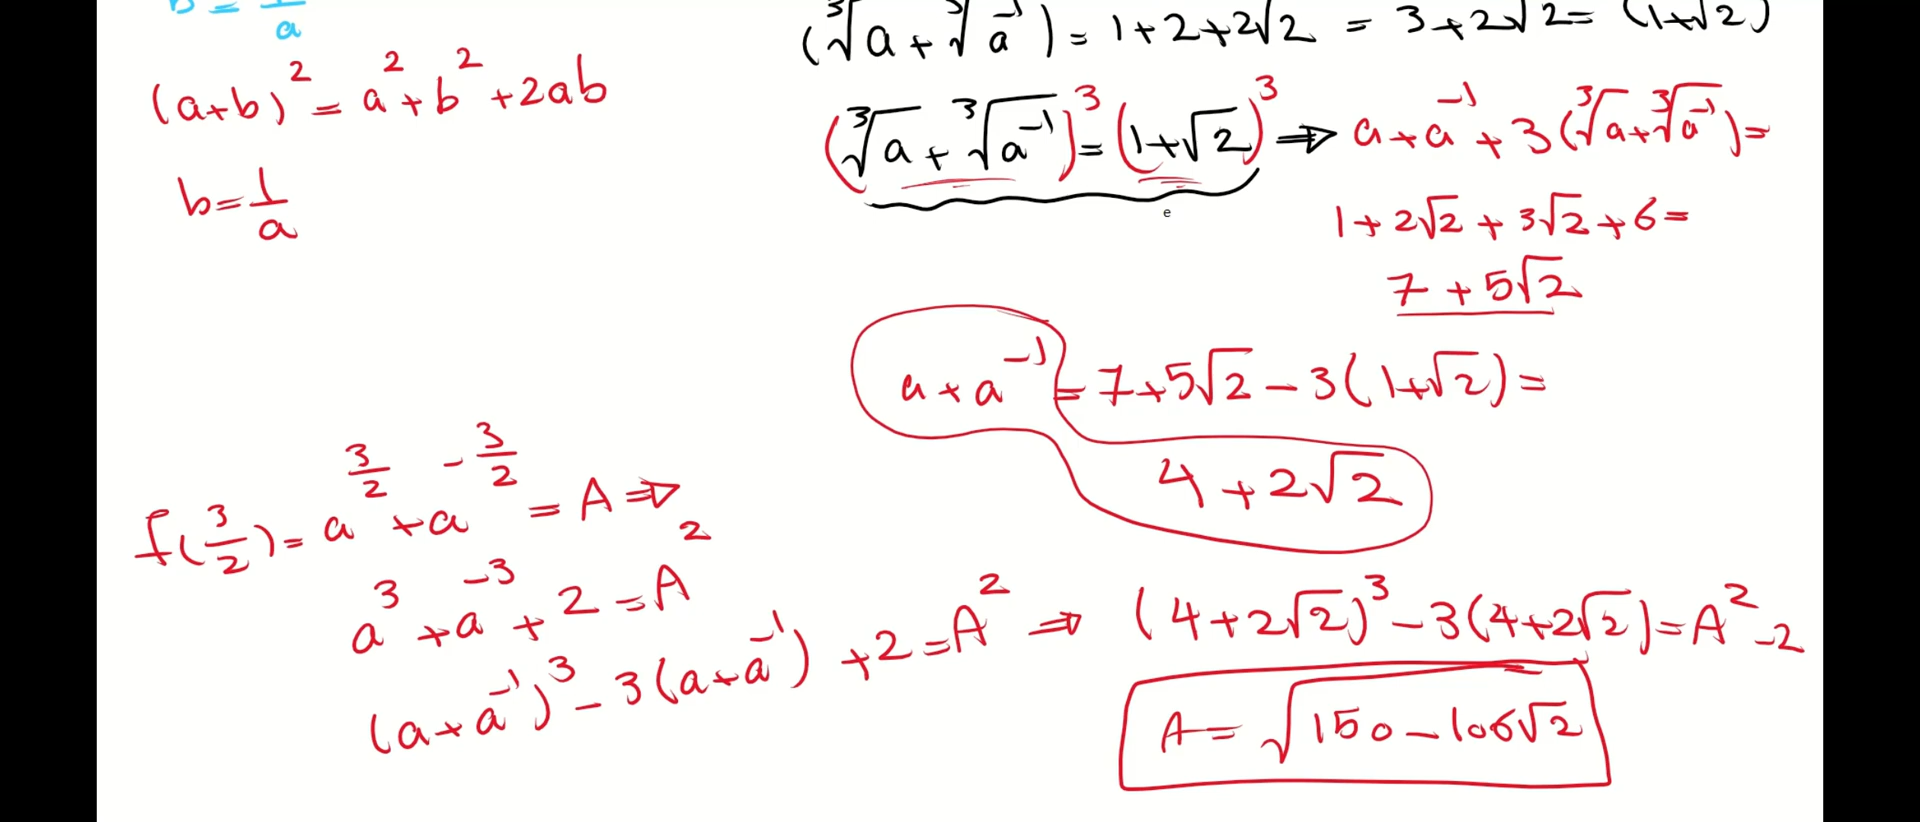 b = 1/a
(a+b)² = a² + b² + 2ab
b = 1/a
(∛a + ∛a⁻¹) = 1+2+2√2 = 3+2√2 = (1+√2)
(∛a + ∛a⁻¹)³ = (1+√2)³ ⇒ a + a⁻¹ + 3(∛a + ∛a⁻¹) =
e
1 + 2√2 + 3√2 + 6 =
7 + 5√2
a + a⁻¹ = 7 + 5√2 − 3(1+√2) =
4 + 2√2
f(3/2) = a^(3/2) + a^(-3/2) = A ⇒
a³ + a⁻³ + 2 = A²
(a + a⁻¹)³ − 3(a + a⁻¹) + 2 = A² ⇒ (4+2√2)³ − 3(4+2√2) = A² − 2
A = √(150 − 106√2)